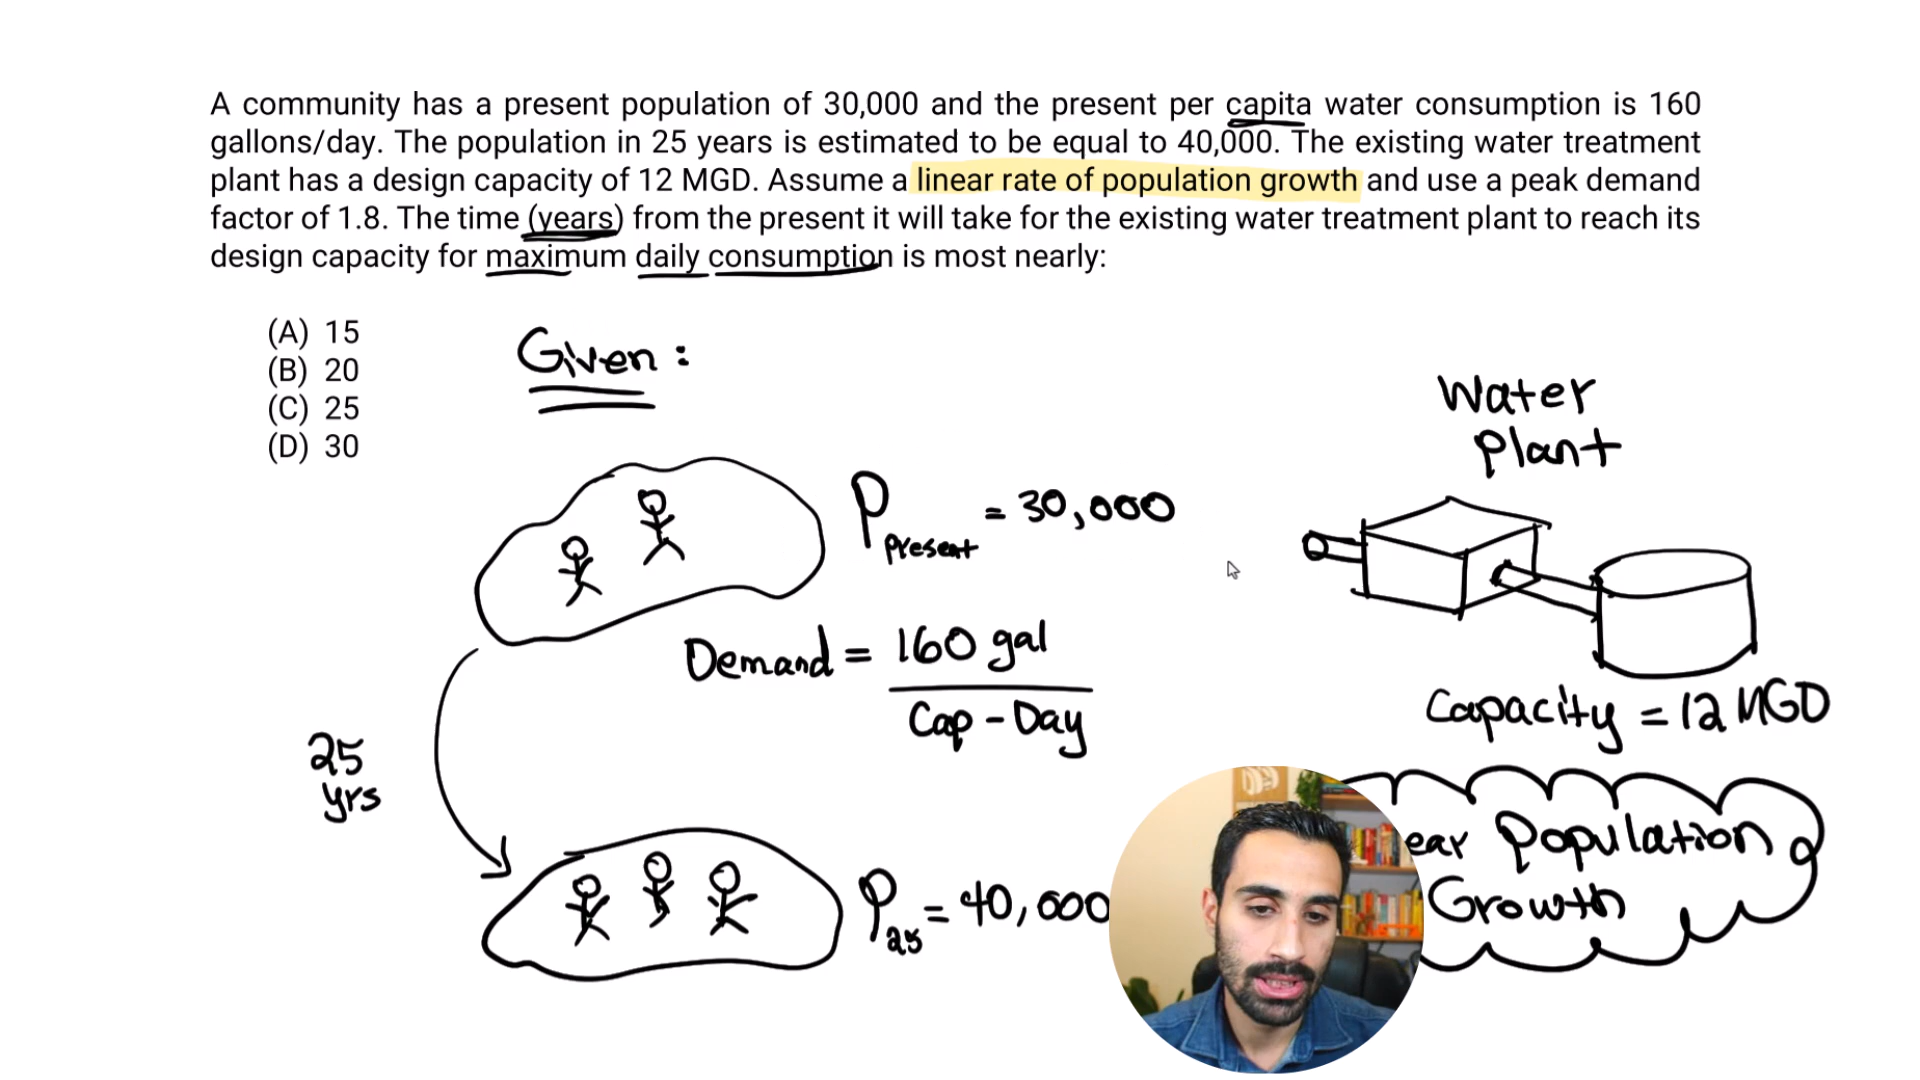 A community has a present population of 30,000 and the present per capita water consumption is 160
gallons/day. The population in 25 years is estimated to be equal to 40,000. The existing water treatment
plant has a design capacity of 12 MGD. Assume a linear rate of population growth and use a peak demand
factor of 1.8. The time (years) from the present it will take for the existing water treatment plant to reach its
design capacity for maximum daily consumption is most nearly:
(A) 15
(B) 20
(C) 25
(D) 30
Given:
Water
Plant
P present = 30,000
Demand = 160 gal
Cap - Day
Capacity = 12 MGD
25
yrs
ear Population
Growth
P25 = 40,000